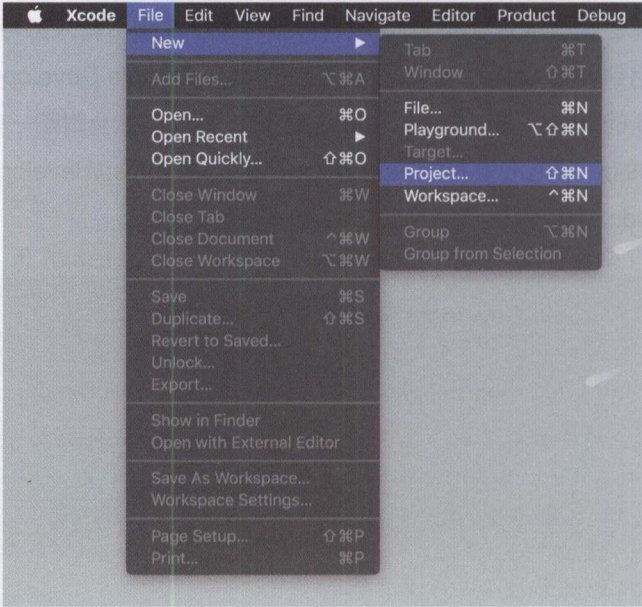 Xcode File Edit View Find Navigate Editor Product Debug
New ▶
Add Files... ⌥⌘A
Open... ⌘O
Open Recent ▶
Open Quickly... ⇧⌘O
Close Window ⌘W
Close Tab
Close Document ^⌘W
Close Workspace ⌥⌘W
Save ⌘S
Duplicate... ⇧⌘S
Revert to Saved...
Unlock...
Export...
Show in Finder
Open with External Editor
Save As Workspace...
Workspace Settings...
Page Setup... ⇧⌘P
Print... ⌘P
Tab ⌘T
Window ⇧⌘T
File... ⌘N
Playground... ⌥⇧⌘N
Target...
Project... ⇧⌘N
Workspace... ^⌘N
Group ⌥⌘N
Group from Selection